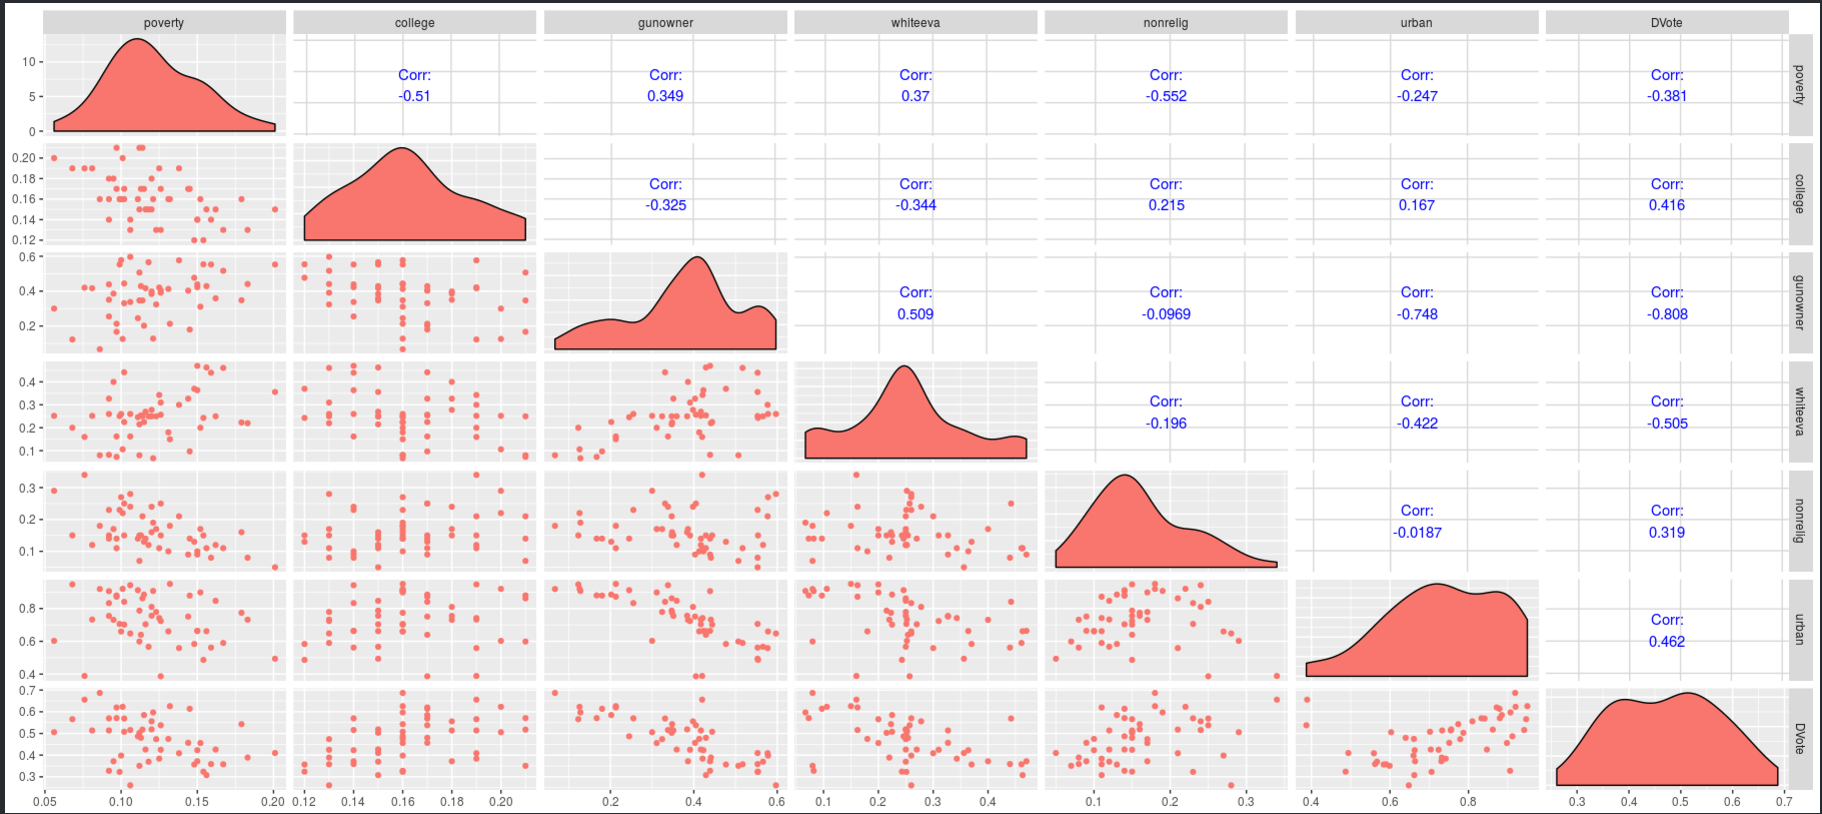 poverty college gunowner whiteeva nonrelig urban DVote
10
5
0
Corr:
-0.51
Corr:
0.349
Corr:
0.37
Corr:
-0.552
Corr:
-0.247
Corr:
-0.381
poverty
0.20
0.18
0.16
0.14
0.12
Corr:
-0.325
Corr:
-0.344
Corr:
0.215
Corr:
0.167
Corr:
0.416
college
0.6
0.4
0.2
Corr:
0.509
Corr:
-0.0969
Corr:
-0.748
Corr:
-0.808
gunowner
0.4
0.3
0.2
0.1
Corr:
-0.196
Corr:
-0.422
Corr:
-0.505
whiteeva
0.3
0.2
0.1
Corr:
-0.0187
Corr:
0.319
nonrelig
0.8
0.6
0.4
Corr:
0.462
urban
0.7
0.6
0.5
0.4
0.3
DVote
0.05 0.10 0.15 0.20 0.12 0.14 0.16 0.18 0.20 0.2 0.4 0.6 0.1 0.2 0.3 0.4 0.1 0.2 0.3 0.4 0.6 0.8 0.3 0.4 0.5 0.6 0.7